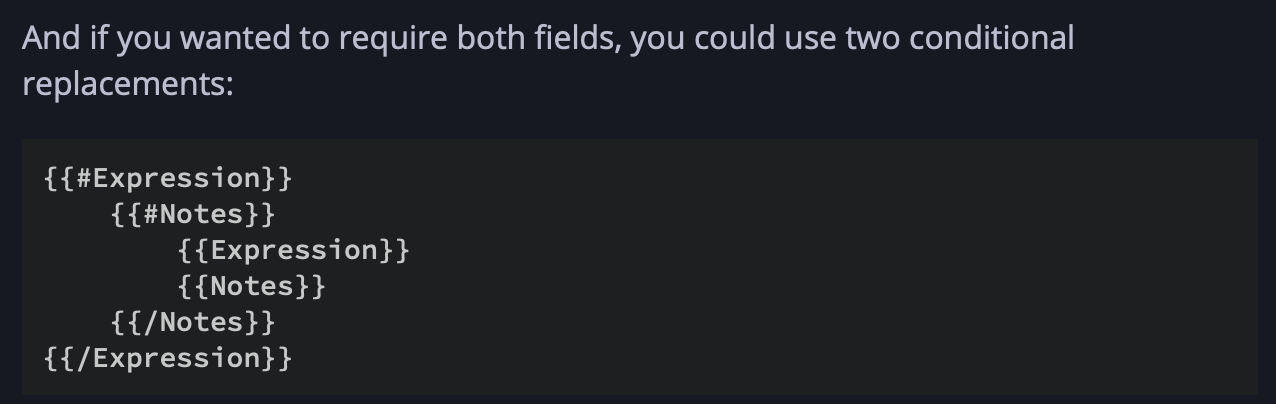 And if you wanted to require both fields, you could use two conditional
replacements:
{{#Expression}}
    {{#Notes}}
        {{Expression}}
        {{Notes}}
    {{/Notes}}
{{/Expression}}